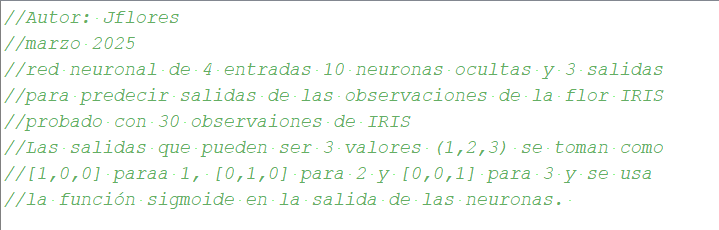 //Autor: Jflores
//marzo 2025
//red neuronal de 4 entradas 10 neuronas ocultas y 3 salidas
//para predecir salidas de las observaciones de la flor IRIS
//probado con 30 observaiones de IRIS
//Las salidas que pueden ser 3 valores (1,2,3) se toman como
//[1,0,0] paraa 1, [0,1,0] para 2 y [0,0,1] para 3 y se usa
//la función sigmoide en la salida de las neuronas.